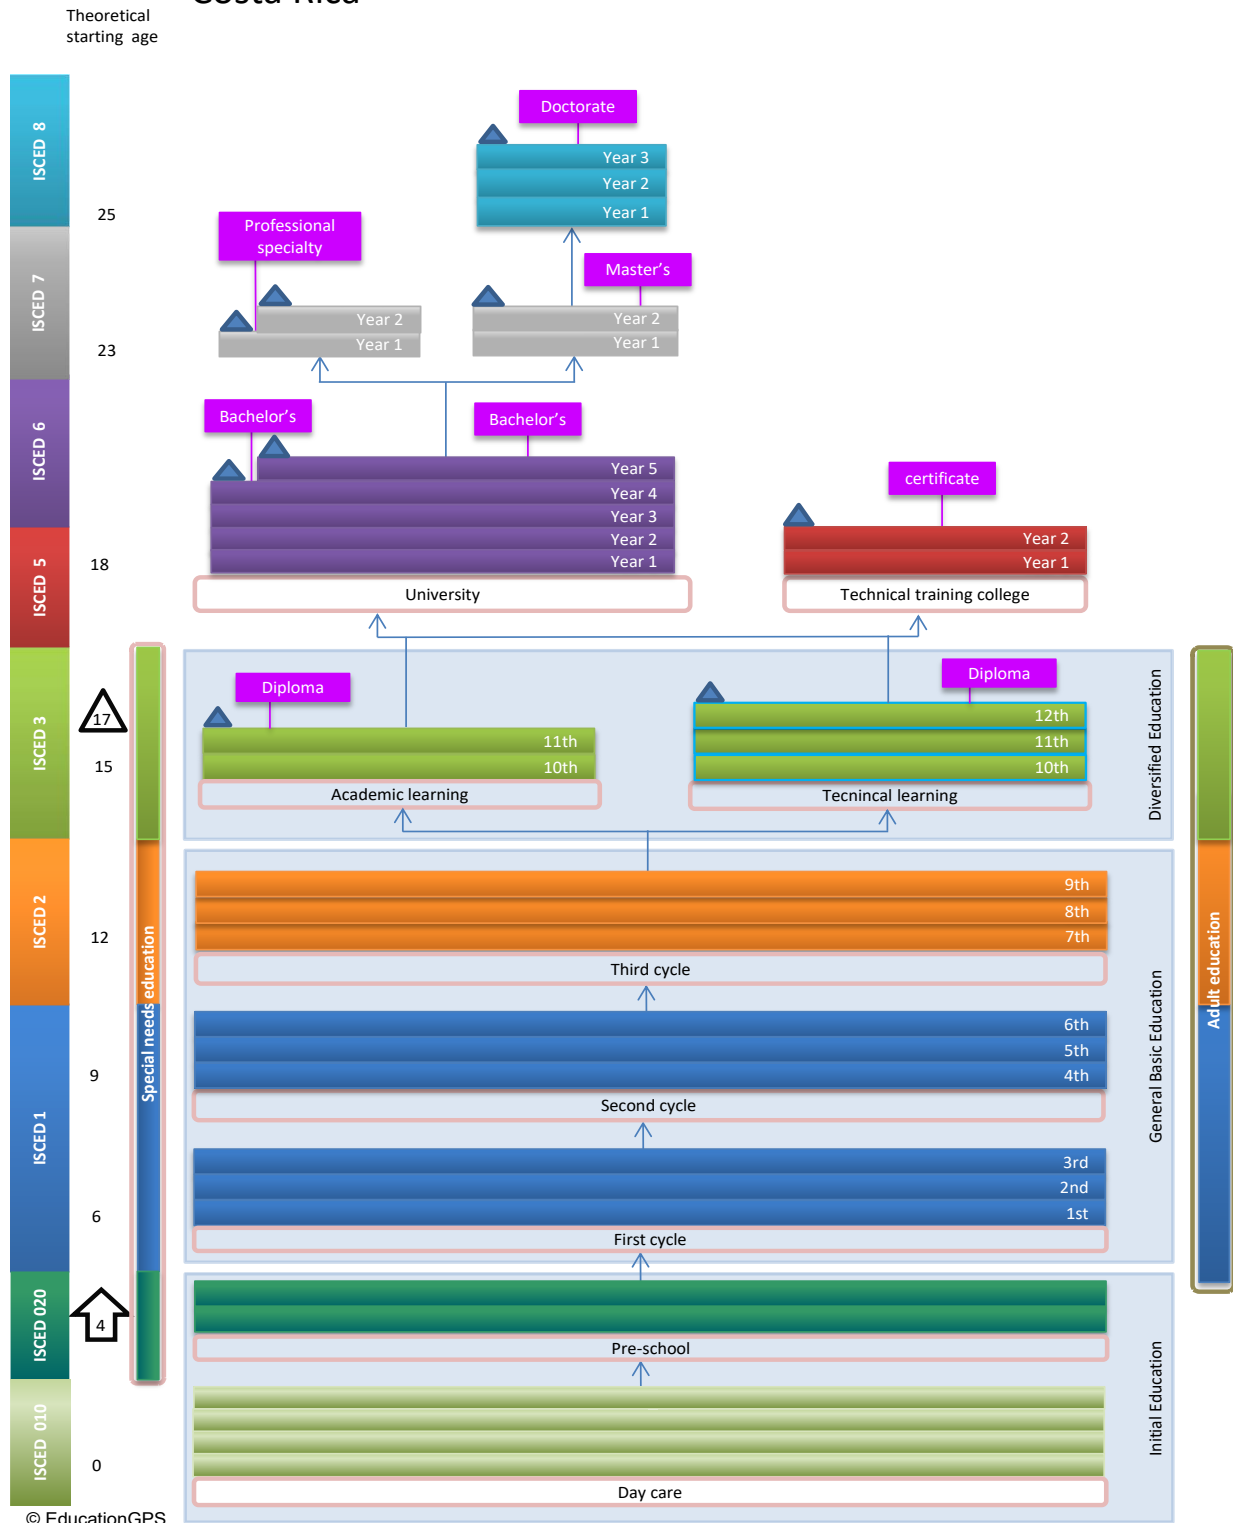 Costa Rica
Theoretical
starting age
ISCED 8
25
Doctorate
Year 3
Year 2
Year 1
ISCED 7
23
Professional
specialty
Year 2
Year 1
Master's
Year 2
Year 1
ISCED 6
Bachelor's
Bachelor's
Year 5
Year 4
Year 3
Year 2
Year 1
University
ISCED 5
18
certificate
Year 2
Year 1
Technical training college
ISCED 3
17
15
Diploma
11th
10th
Academic learning
Diploma
12th
11th
10th
Tecnincal learning
Diversified Education
ISCED 2
12
9th
8th
7th
Third cycle
Special needs education
Adult education
General Basic Education
ISCED 1
9
6th
5th
4th
Second cycle
6
3rd
2nd
1st
First cycle
ISCED 020
4
Pre-school
Initial Education
ISCED 010
0
Day care
© EducationGPS